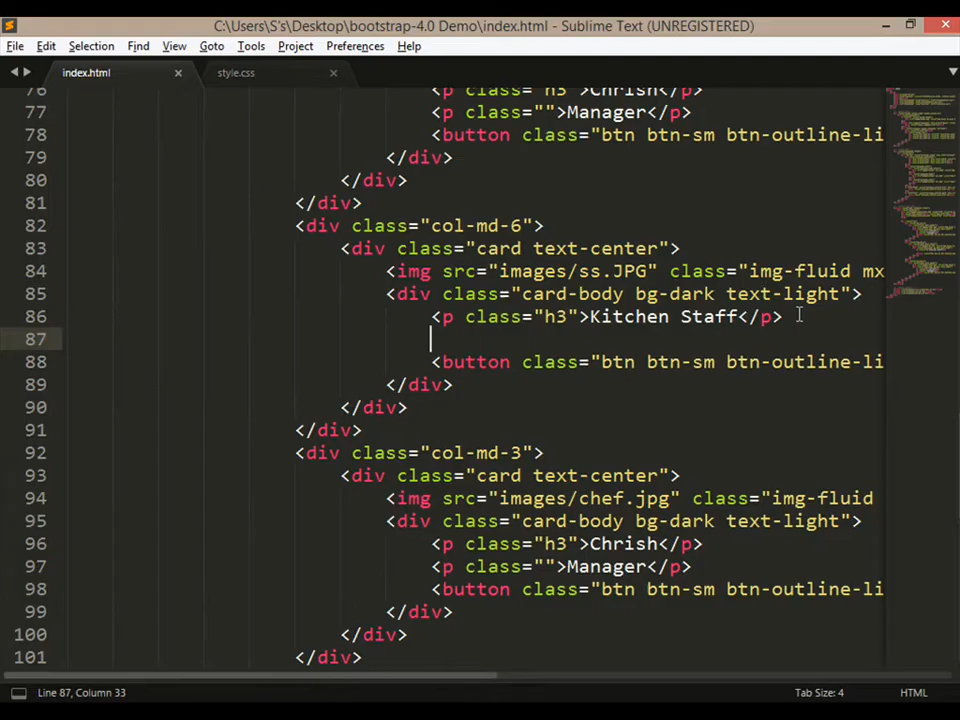 C:\Users\S's\Desktop\bootstrap-4.0 Demo\index.html - Sublime Text (UNREGISTERED)
File Edit Selection Find View Goto Tools Project Preferences Help
index.html × style.css ×
76 <p class="h3">Chrish</p>
77 <p class="">Manager</p>
78 <button class="btn btn-sm btn-outline-li
79 </div>
80 </div>
81 </div>
82 <div class="col-md-6">
83 <div class="card text-center">
84 <img src="images/ss.JPG" class="img-fluid mx
85 <div class="card-body bg-dark text-light">
86 <p class="h3">Kitchen Staff</p>
87
88 <button class="btn btn-sm btn-outline-li
89 </div>
90 </div>
91 </div>
92 <div class="col-md-3">
93 <div class="card text-center">
94 <img src="images/chef.jpg" class="img-fluid
95 <div class="card-body bg-dark text-light">
96 <p class="h3">Chrish</p>
97 <p class="">Manager</p>
98 <button class="btn btn-sm btn-outline-li
99 </div>
100 </div>
101 </div>
Line 87, Column 33 Tab Size: 4 HTML